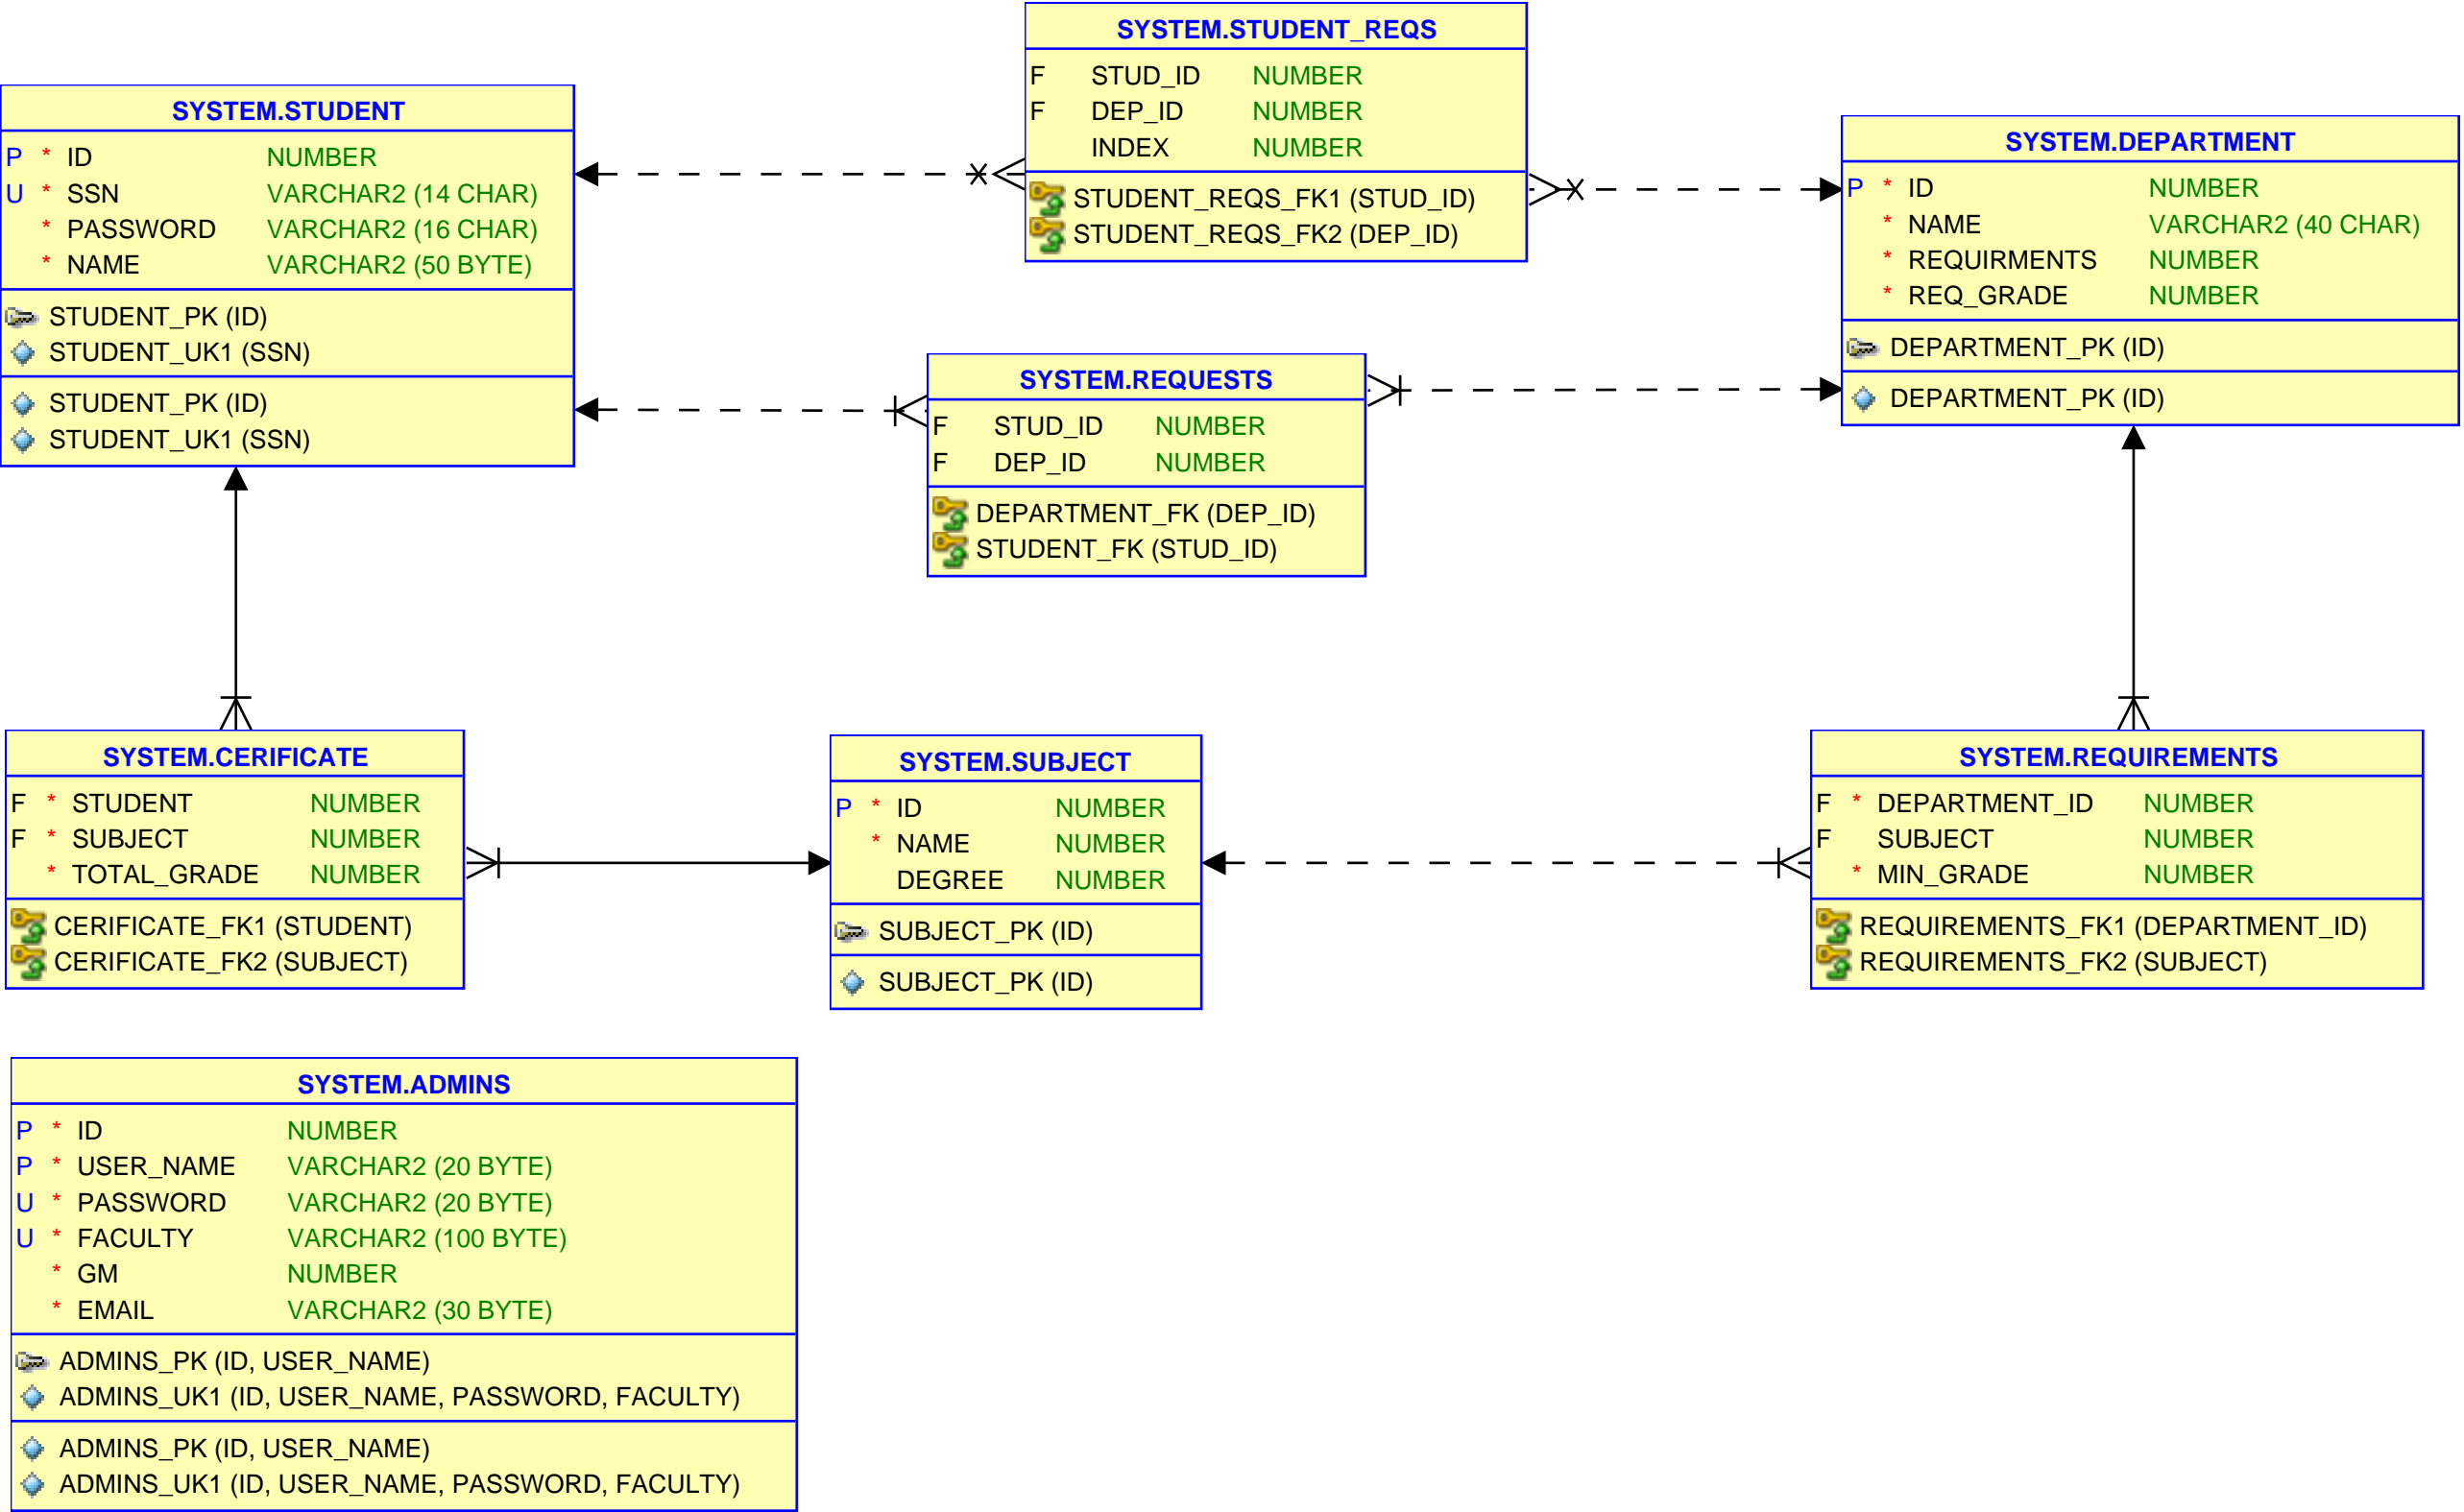 SYSTEM.STUDENT_REQS
F STUD_ID NUMBER
F DEP_ID NUMBER
INDEX NUMBER
STUDENT_REQS_FK1 (STUD_ID)
STUDENT_REQS_FK2 (DEP_ID)
SYSTEM.STUDENT
P * ID NUMBER
U * SSN VARCHAR2 (14 CHAR)
* PASSWORD VARCHAR2 (16 CHAR)
* NAME VARCHAR2 (50 BYTE)
STUDENT_PK (ID)
STUDENT_UK1 (SSN)
STUDENT_PK (ID)
STUDENT_UK1 (SSN)
SYSTEM.DEPARTMENT
P * ID NUMBER
* NAME VARCHAR2 (40 CHAR)
* REQUIRMENTS NUMBER
* REQ_GRADE NUMBER
DEPARTMENT_PK (ID)
DEPARTMENT_PK (ID)
SYSTEM.REQUESTS
F STUD_ID NUMBER
F DEP_ID NUMBER
DEPARTMENT_FK (DEP_ID)
STUDENT_FK (STUD_ID)
SYSTEM.CERIFICATE
F * STUDENT NUMBER
F * SUBJECT NUMBER
* TOTAL_GRADE NUMBER
CERIFICATE_FK1 (STUDENT)
CERIFICATE_FK2 (SUBJECT)
SYSTEM.SUBJECT
P * ID NUMBER
* NAME NUMBER
DEGREE NUMBER
SUBJECT_PK (ID)
SUBJECT_PK (ID)
SYSTEM.REQUIREMENTS
F * DEPARTMENT_ID NUMBER
F SUBJECT NUMBER
* MIN_GRADE NUMBER
REQUIREMENTS_FK1 (DEPARTMENT_ID)
REQUIREMENTS_FK2 (SUBJECT)
SYSTEM.ADMINS
P * ID NUMBER
P * USER_NAME VARCHAR2 (20 BYTE)
U * PASSWORD VARCHAR2 (20 BYTE)
U * FACULTY VARCHAR2 (100 BYTE)
* GM NUMBER
* EMAIL VARCHAR2 (30 BYTE)
ADMINS_PK (ID, USER_NAME)
ADMINS_UK1 (ID, USER_NAME, PASSWORD, FACULTY)
ADMINS_PK (ID, USER_NAME)
ADMINS_UK1 (ID, USER_NAME, PASSWORD, FACULTY)